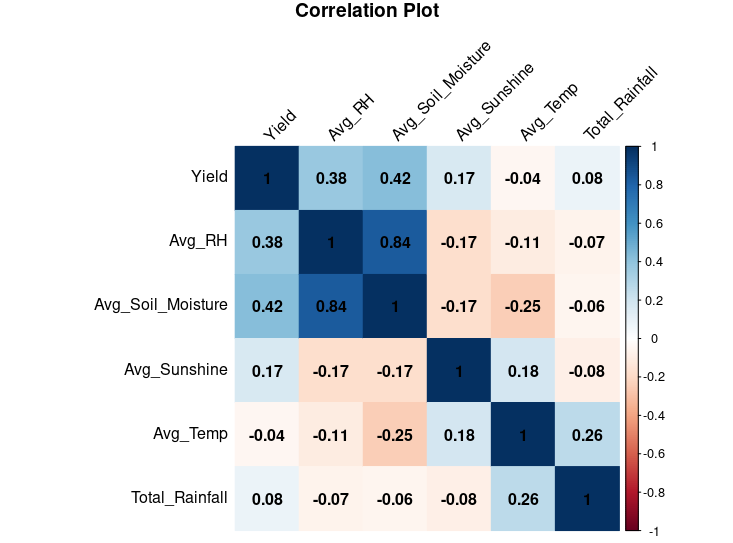 Correlation Plot
Yield Avg_RH Avg_Soil_Moisture Avg_Sunshine Avg_Temp Total_Rainfall
Yield 1 0.38 0.42 0.17 -0.04 0.08
Avg_RH 0.38 1 0.84 -0.17 -0.11 -0.07
Avg_Soil_Moisture 0.42 0.84 1 -0.17 -0.25 -0.06
Avg_Sunshine 0.17 -0.17 -0.17 1 0.18 -0.08
Avg_Temp -0.04 -0.11 -0.25 0.18 1 0.26
Total_Rainfall 0.08 -0.07 -0.06 -0.08 0.26 1
1
0.8
0.6
0.4
0.2
0
-0.2
-0.4
-0.6
-0.8
-1